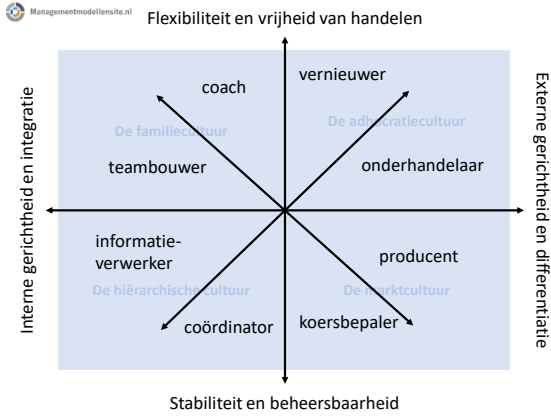 Managementmodellensite.nl
Flexibiliteit en vrijheid van handelen
Interne gerichtheid en integratie
Externe gerichtheid en differentiatie
coach
vernieuwer
De familiecultuur
De adhocratiecultuur
teambouwer
onderhandelaar
informatie-
verwerker
producent
De hiërarchische cultuur
De marktcultuur
coördinator
koersbepaler
Stabiliteit en beheersbaarheid